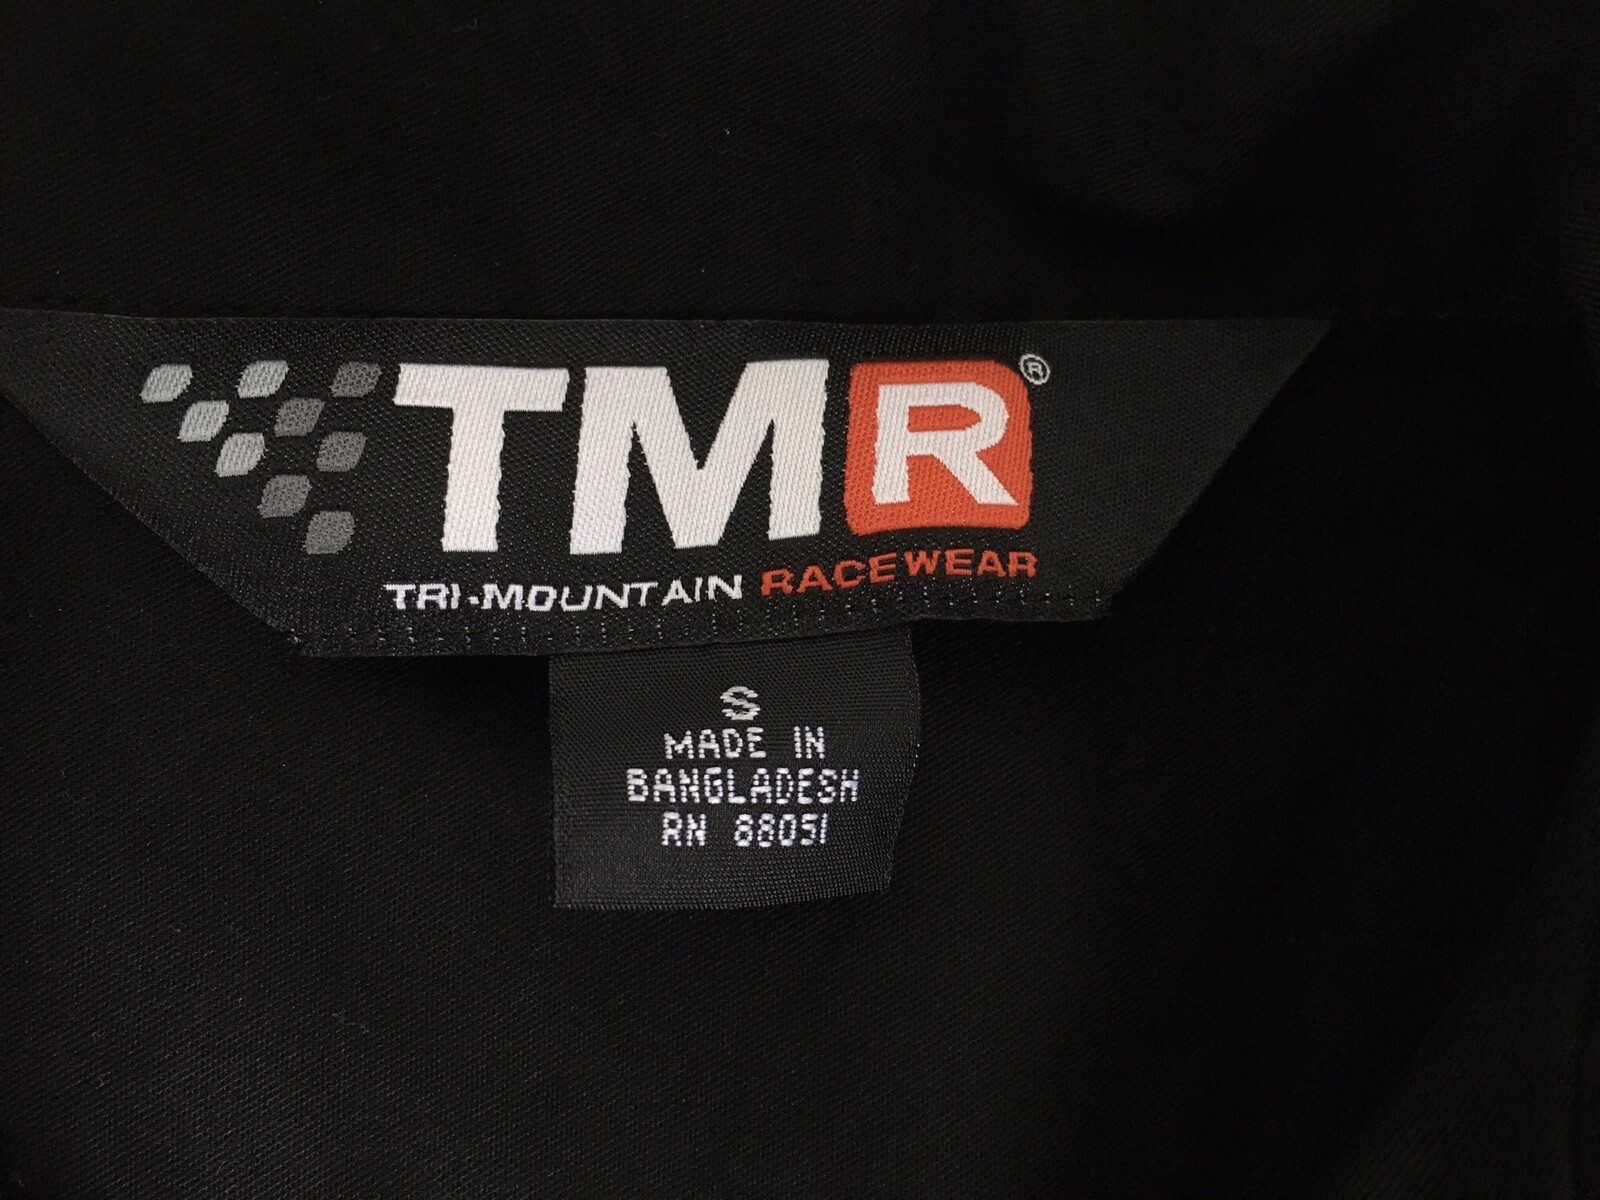 TMR®
TRI-MOUNTAIN RACEWEAR
S
MADE IN
BANGLADESH
RN 88051